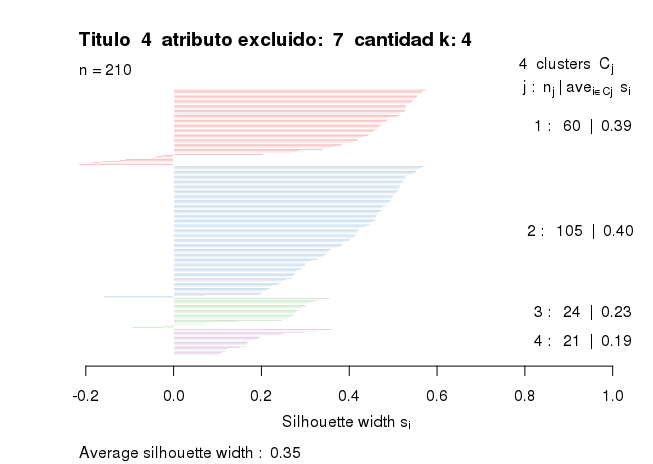 Titulo 4 atributo excluido: 7 cantidad k: 4
n = 210
4 clusters Cj
j : nj | avei∈Cj si
1 : 60 | 0.39
2 : 105 | 0.40
3 : 24 | 0.23
4 : 21 | 0.19
-0.2 0.0 0.2 0.4 0.6 0.8 1.0
Silhouette width si
Average silhouette width : 0.35